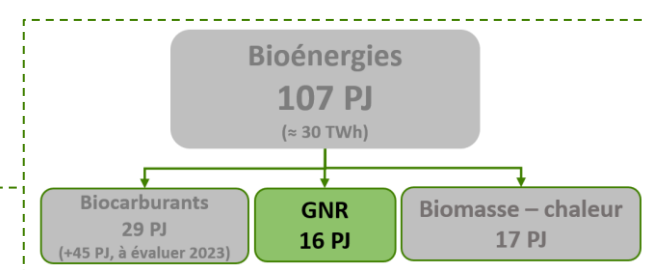 Bioénergies
107 PJ
(≈ 30 TWh)
Biocarburants
29 PJ
(+45 PJ, à évaluer 2023)
GNR
16 PJ
Biomasse – chaleur
17 PJ